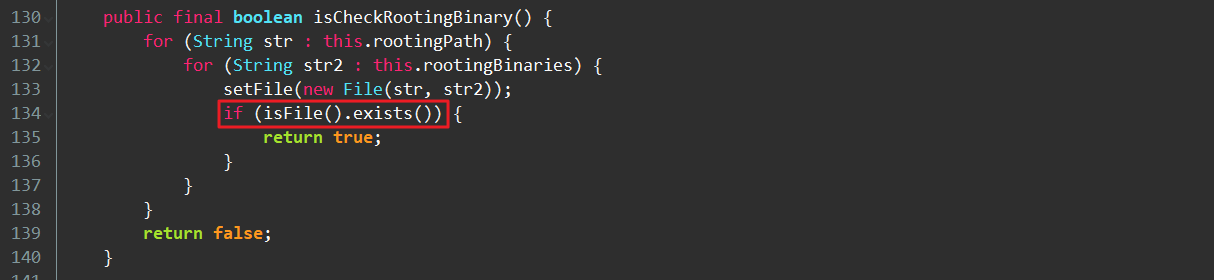 130 public final boolean isCheckRootingBinary() {
131 for (String str : this.rootingPath) {
132 for (String str2 : this.rootingBinaries) {
133 setFile(new File(str, str2));
134 if (isFile().exists()) {
135 return true;
136 }
137 }
138 }
139 return false;
140 }
141